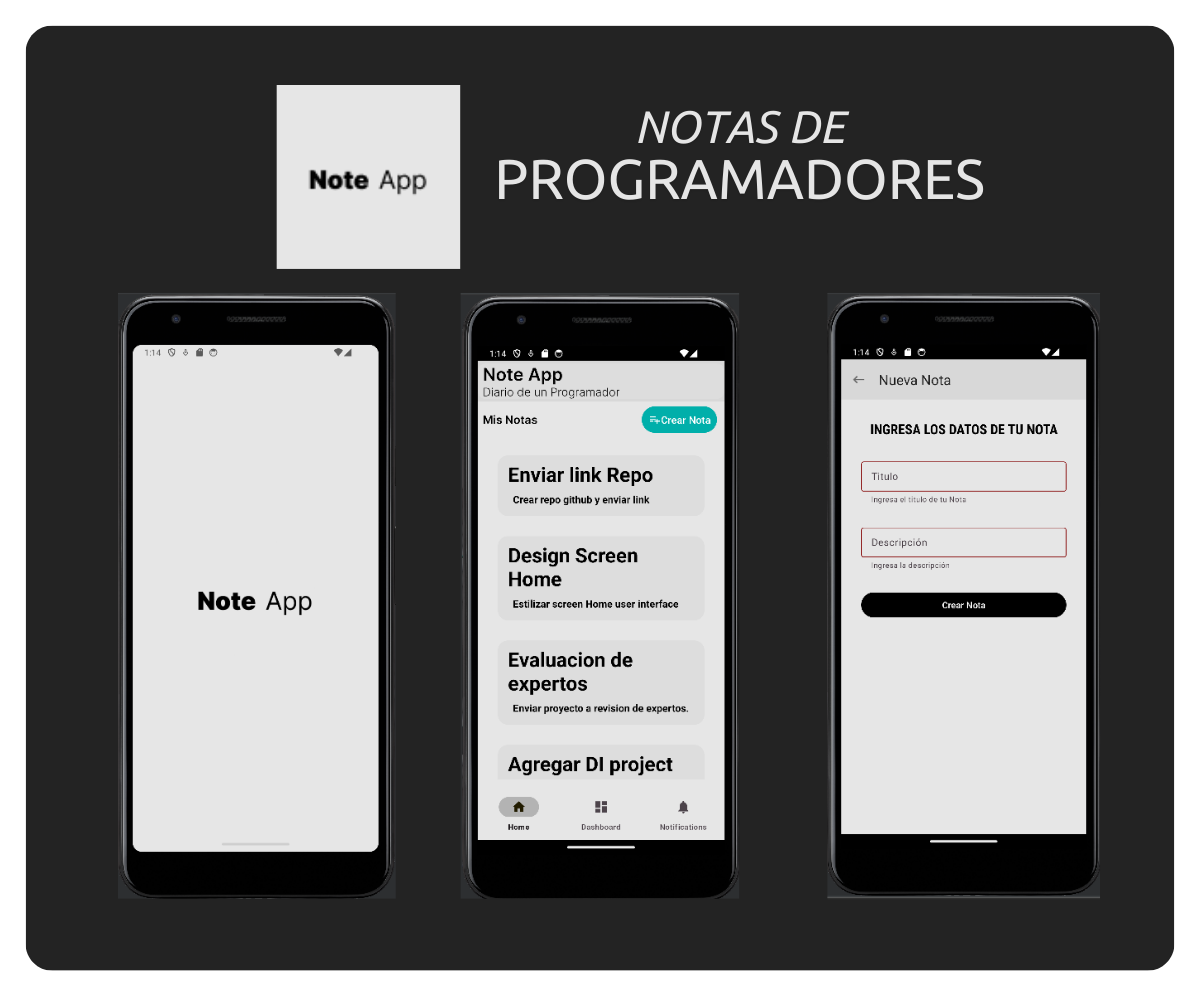 Note App
NOTAS DE
PROGRAMADORES
1:14
Note App
1:14
Note App
Diario de un Programador
Mis Notas
Crear Nota
Enviar link Repo
Crear repo github y enviar link
Design Screen
Home
Estilizar screen Home user interface
Evaluacion de
expertos
Enviar proyecto a revision de expertos.
Agregar DI project
Home
Dashboard
Notifications
1:14
Nueva Nota
INGRESA LOS DATOS DE TU NOTA
Titulo
Ingresa el titulo de tu Nota
Descripción
Ingresa la descripción
Crear Nota